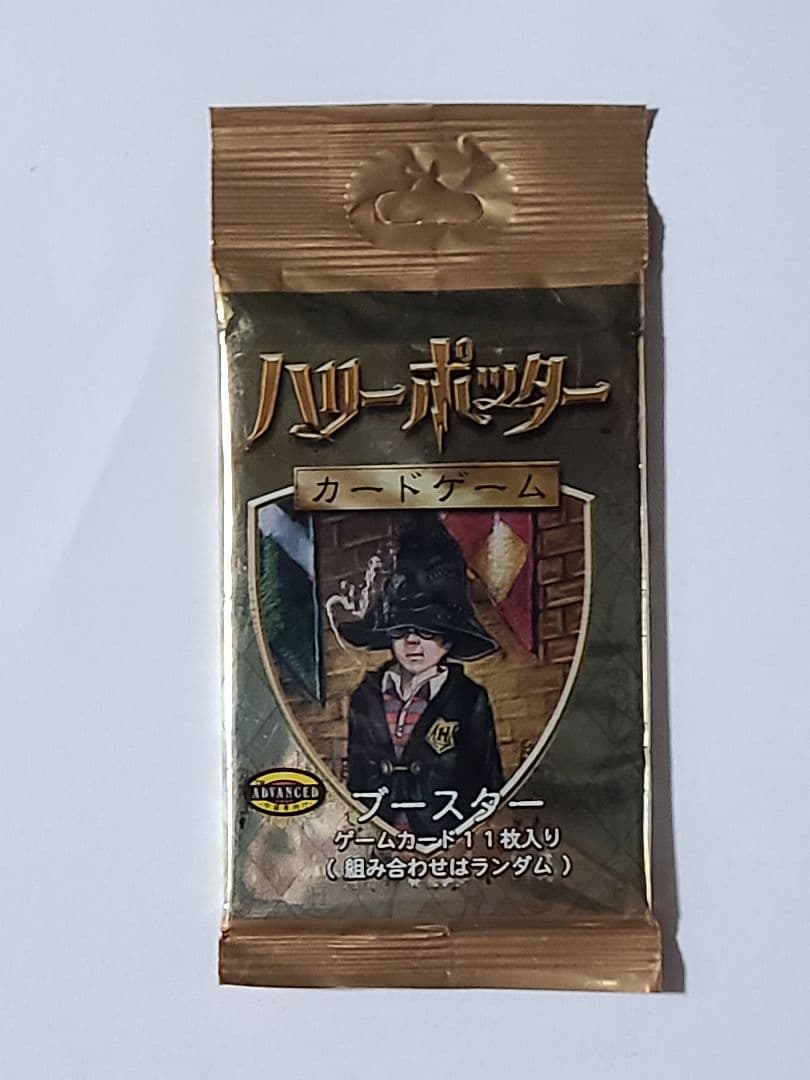 ハリーポッター
カードゲーム
H
ADVANCED
ブースター
ゲームカード11枚入り
(組み合わせはランダム)